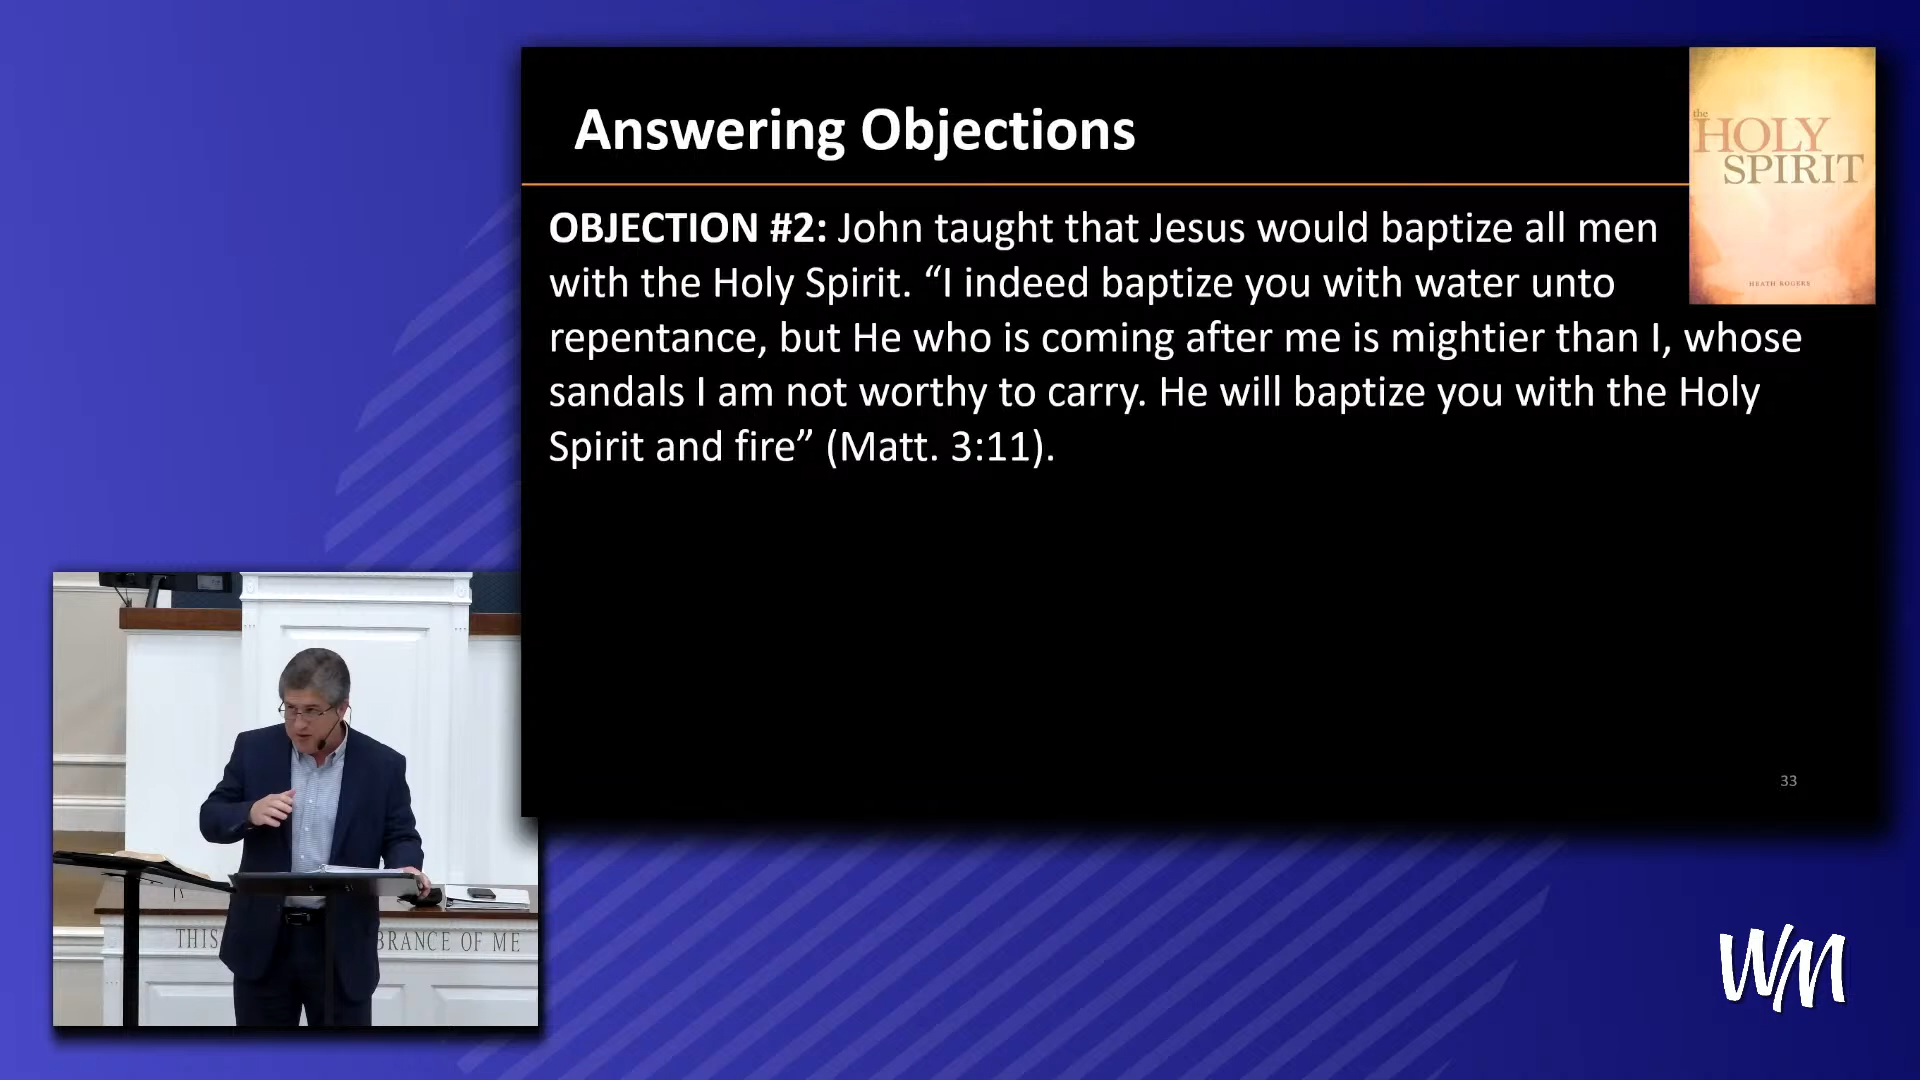 Answering Objections
the
HOLY
SPIRIT
HEATH ROGERS
OBJECTION #2: John taught that Jesus would baptize all men
with the Holy Spirit. “I indeed baptize you with water unto
repentance, but He who is coming after me is mightier than I, whose
sandals I am not worthy to carry. He will baptize you with the Holy
Spirit and fire” (Matt. 3:11).
33
THIS BRANCE OF ME
WM